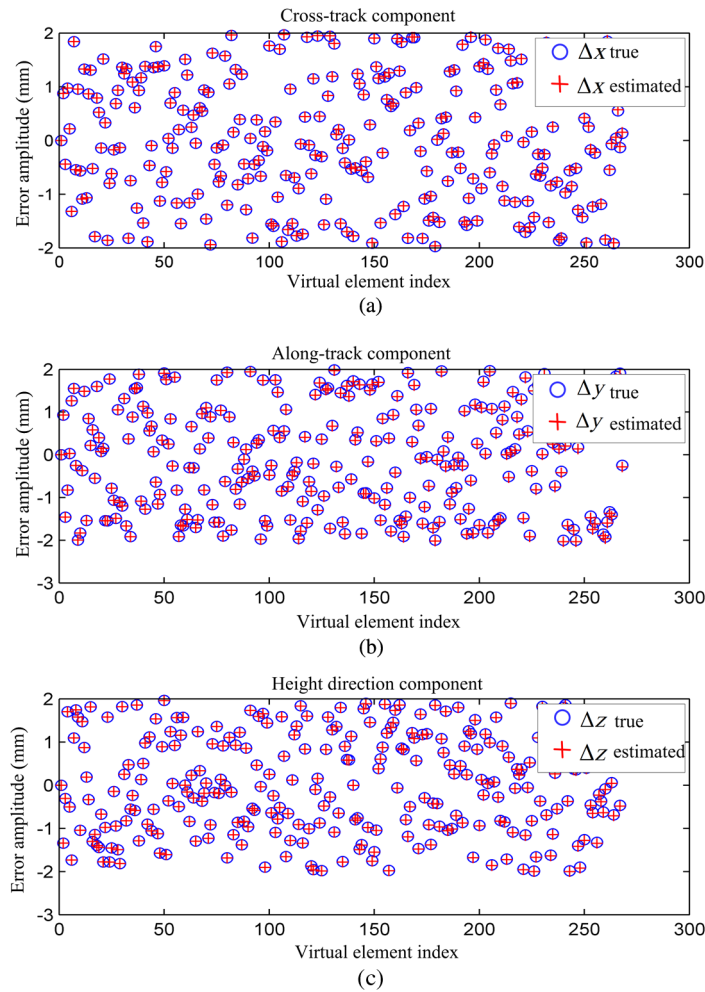 Cross-track component
2
1
0
-1
-2
Error amplitude (mm)
Δx true
Δx estimated
0 50 100 150 200 250 300
Virtual element index
(a)
Along-track component
2
1
0
-1
-2
-3
Error amplitude (mm)
Δy true
Δy estimated
0 50 100 150 200 250 300
Virtual element index
(b)
Height direction component
2
1
0
-1
-2
-3
Error amplitude (mm)
Δz true
Δz estimated
0 50 100 150 200 250 300
Virtual element index
(c)